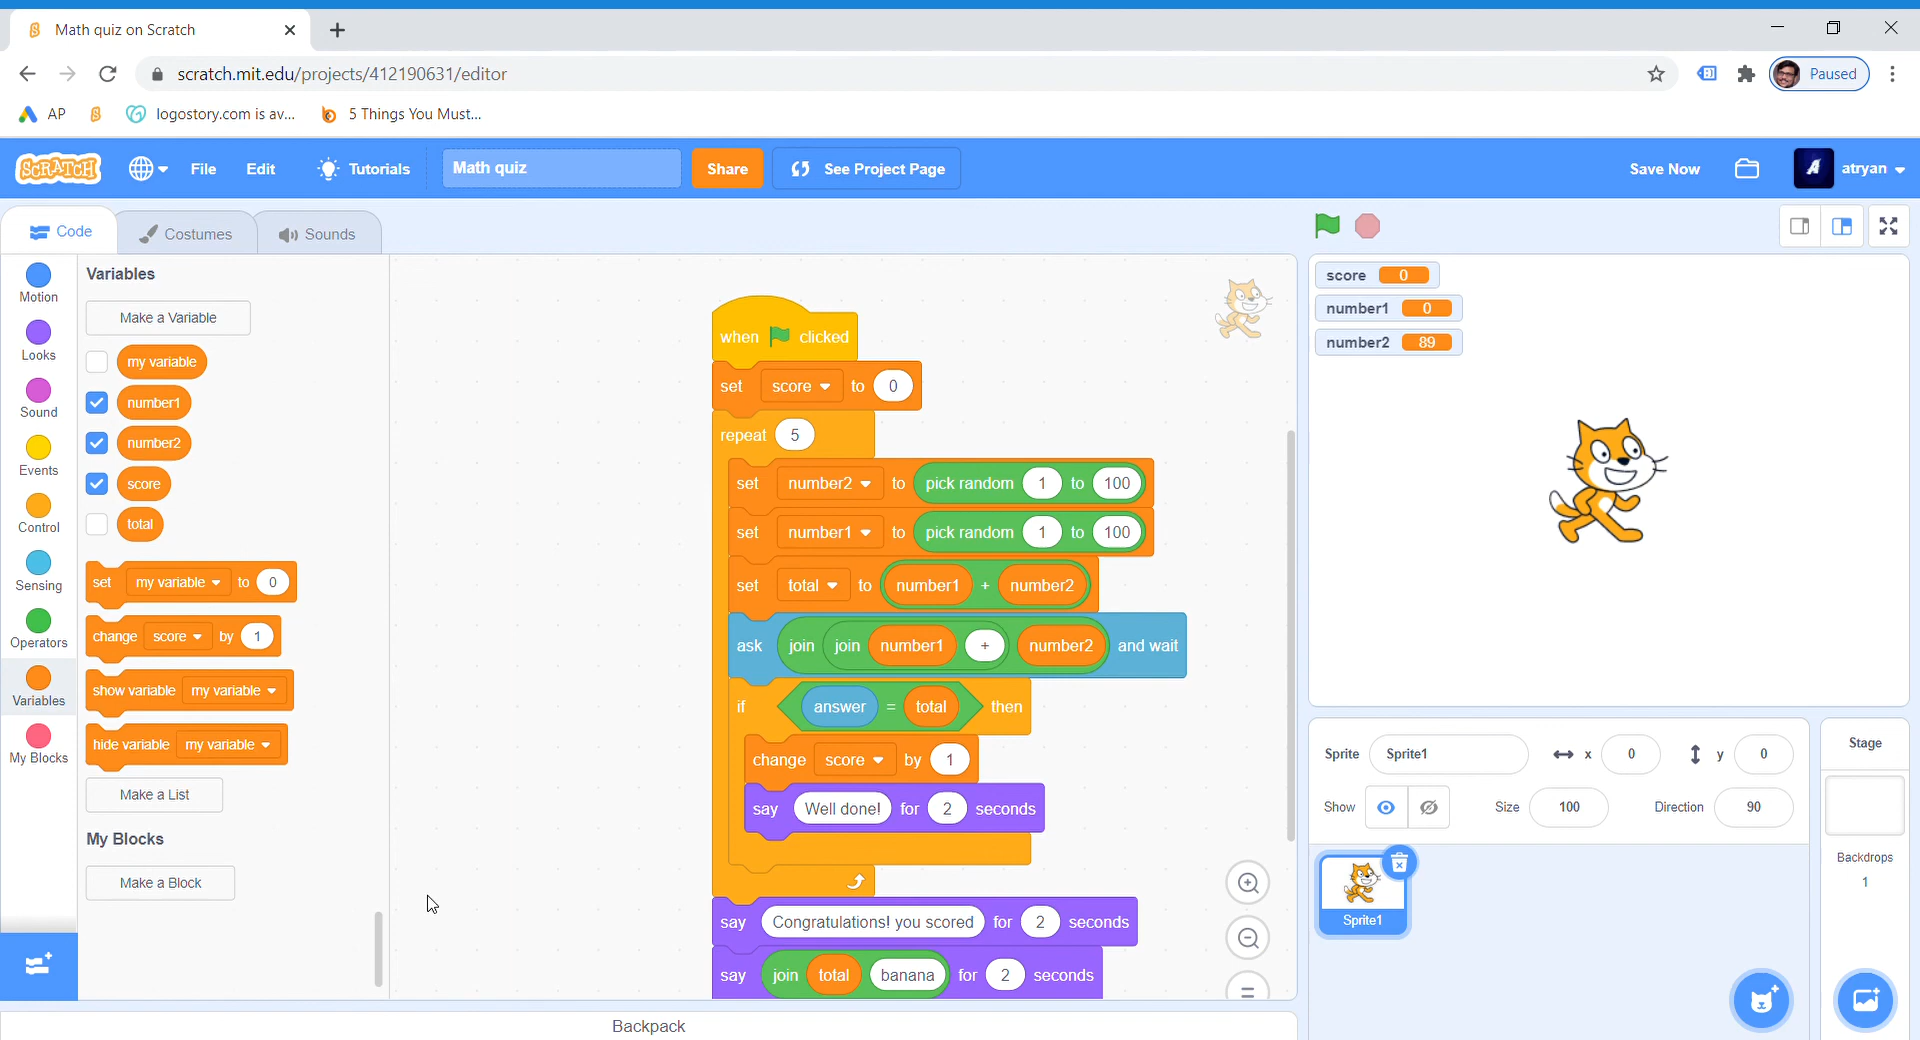 Math quiz on Scratch
scratch.mit.edu/projects/412190631/editor
Paused
AP
logostory.com is av...
5 Things You Must...
SCRATCH
File
Edit
Tutorials
Math quiz
Share
See Project Page
Save Now
atryan
Code
Costumes
Sounds
Motion
Looks
Sound
Events
Control
Sensing
Operators
Variables
My Blocks
Variables
Make a Variable
my variable
number1
number2
score
total
set my variable to 0
change score by 1
show variable my variable
hide variable my variable
Make a List
My Blocks
Make a Block
when clicked
set score to 0
repeat 5
set number2 to pick random 1 to 100
set number1 to pick random 1 to 100
set total to number1 + number2
ask join join number1 + number2 and wait
if answer = total then
change score by 1
say Well done! for 2 seconds
say Congratulations! you scored for 2 seconds
say join total banana for 2 seconds
Backpack
score 0
number1 0
number2 89
Sprite Sprite1 x 0 y 0
Show Size 100 Direction 90
Sprite1
Stage
Backdrops
1